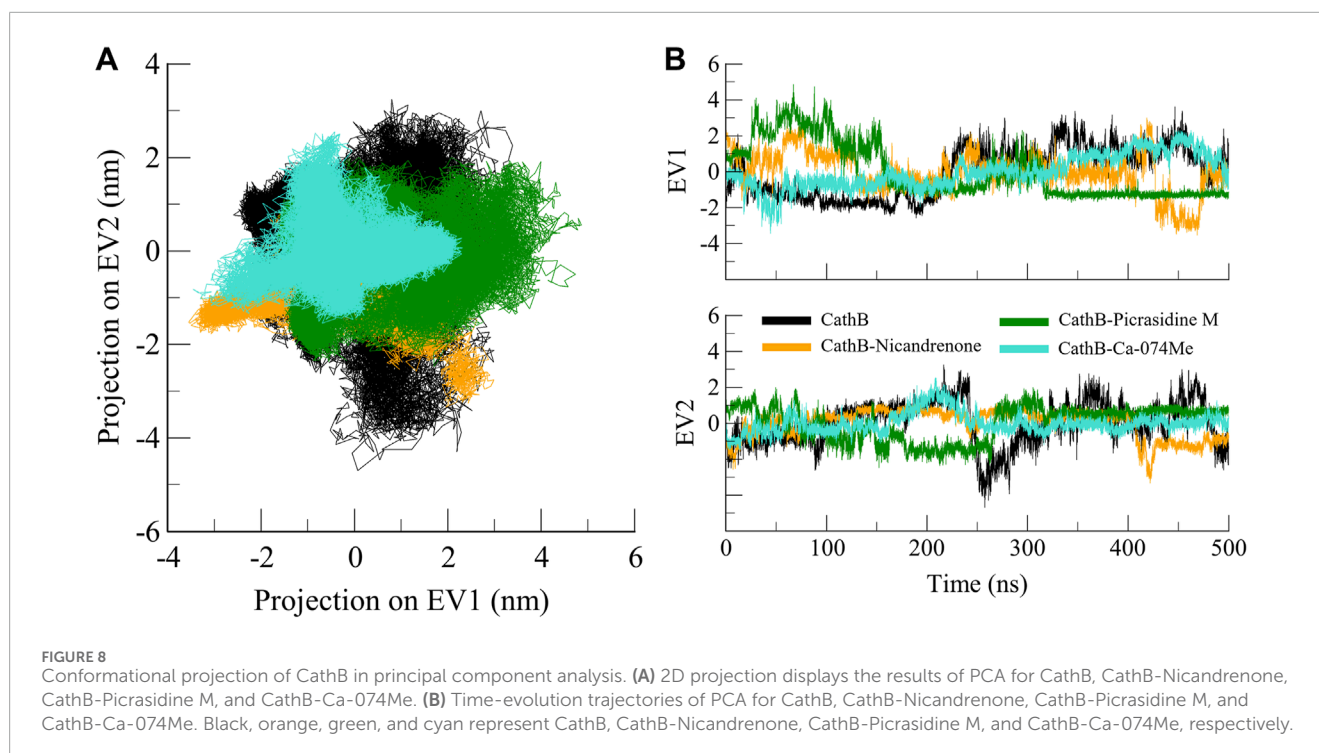 A
4
2
0
-2
-4
-6
Projection on EV2 (nm)
-4
-2
0
2
4
6
Projection on EV1 (nm)
B
6
4
2
0
-2
-4
EV1
CathB
CathB-Picrasidine M
CathB-Nicandrenone
CathB-Ca-074Me
6
4
2
0
EV2
0
100
200
300
400
500
Time (ns)
FIGURE 8
Conformational projection of CathB in principal component analysis. (A) 2D projection displays the results of PCA for CathB, CathB-Nicandrenone,
CathB-Picrasidine M, and CathB-Ca-074Me. (B) Time-evolution trajectories of PCA for CathB, CathB-Nicandrenone, CathB-Picrasidine M, and
CathB-Ca-074Me. Black, orange, green, and cyan represent CathB, CathB-Nicandrenone, CathB-Picrasidine M, and CathB-Ca-074Me, respectively.